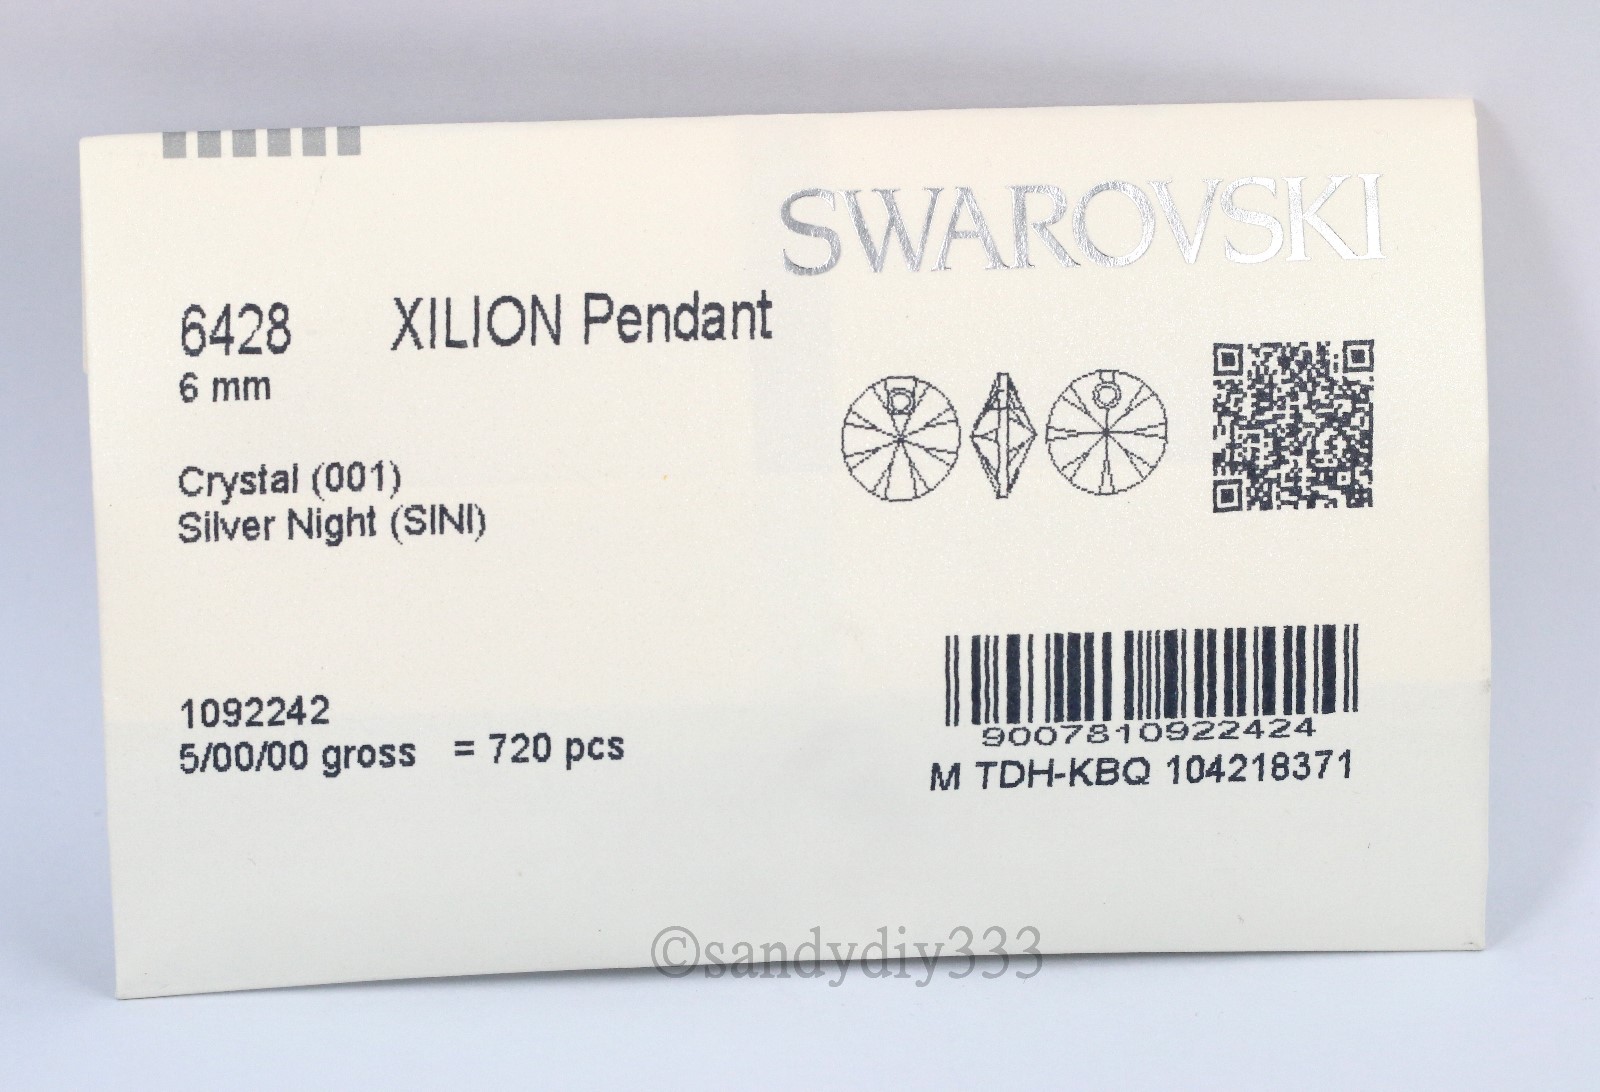 SWAROVSKI
6428 XILION Pendant
6 mm
Crystal (001)
Silver Night (SINI)
1092242
5/00/00 gross = 720 pcs
9007810922424
M TDH-KBQ 104218371
©sandydiy333